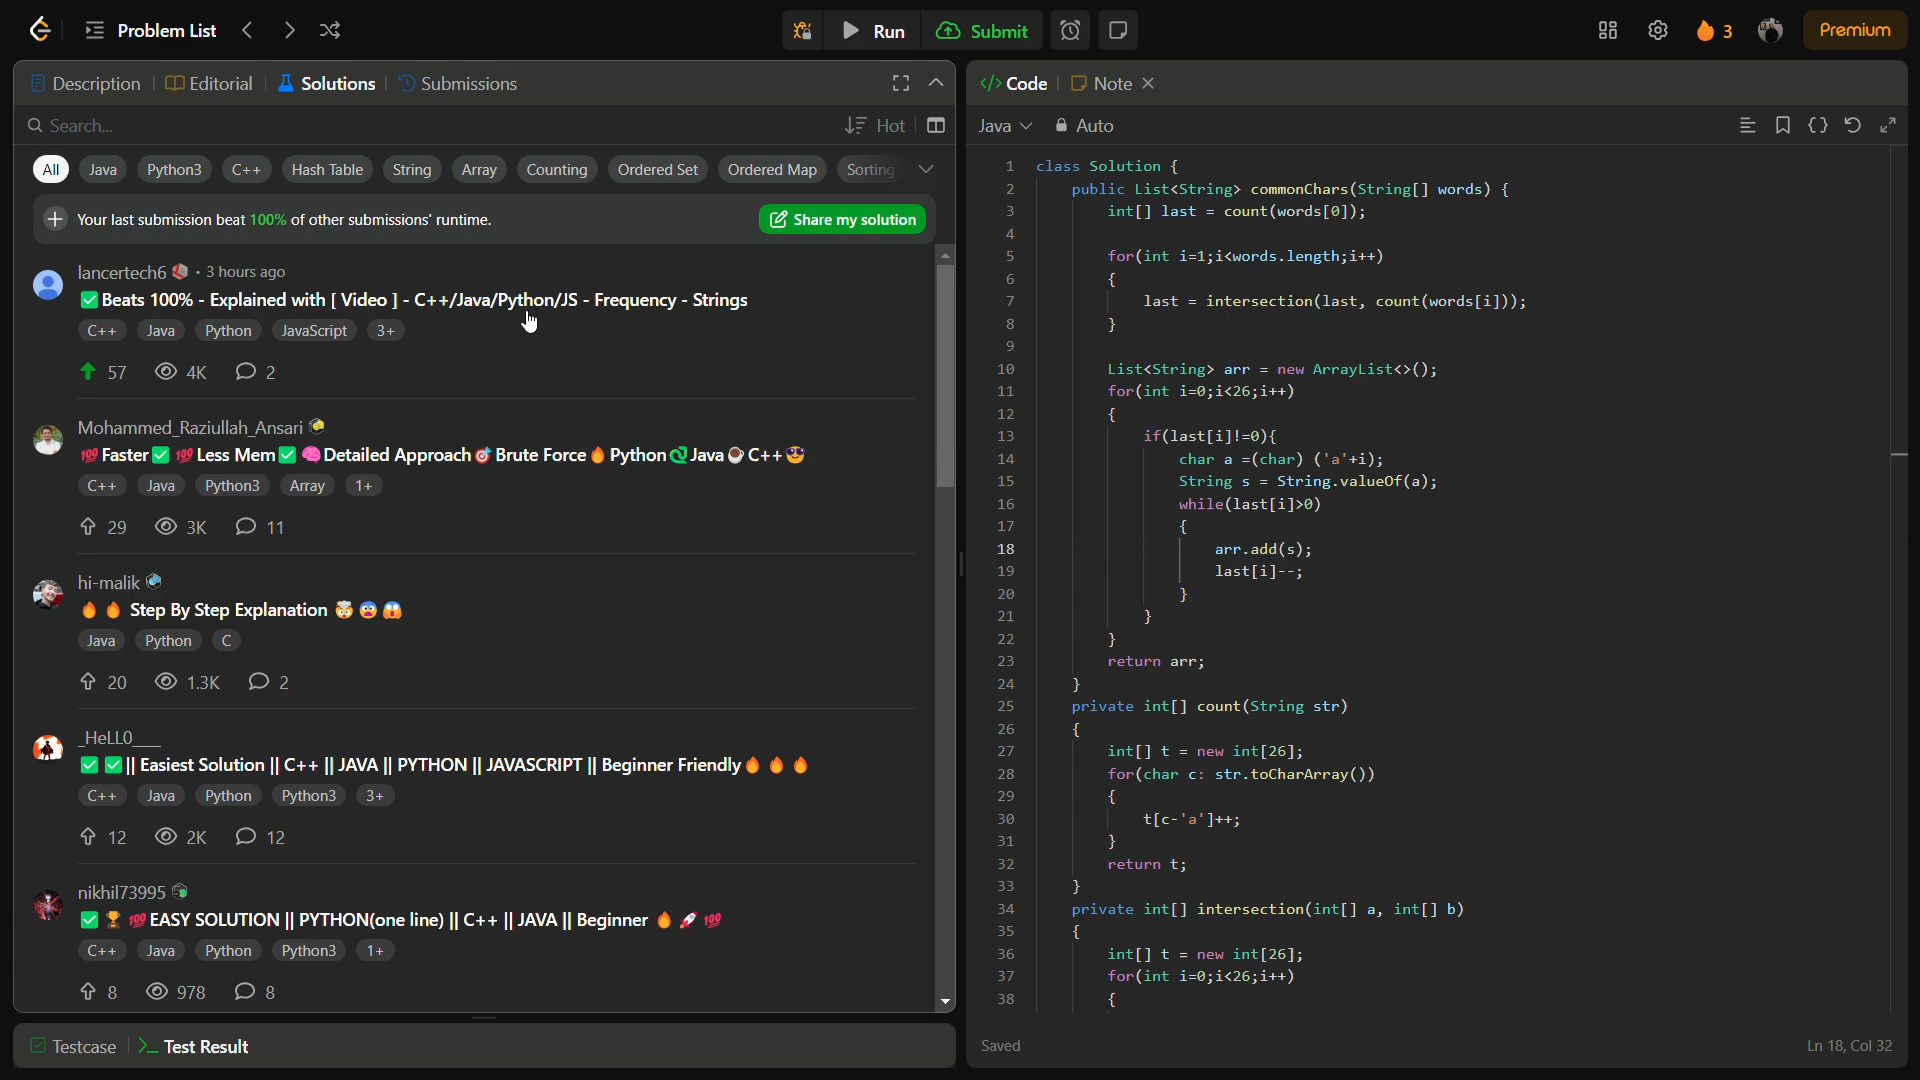 Problem List
Run
Submit
3
Premium
Description
Editorial
Solutions
Submissions
Search...
Hot
All
Java
Python3
C++
Hash Table
String
Array
Counting
Ordered Set
Ordered Map
Sorting
Your last submission beat 100% of other submissions' runtime.
Share my solution
lancertech6 · 3 hours ago
✅Beats 100% - Explained with [ Video ] - C++/Java/Python/JS - Frequency - Strings
C++ Java Python JavaScript 3+
57 4K 2
Mohammed_Raziullah_Ansari
💯Faster✅💯Less Mem✅🧠Detailed Approach🎯Brute Force🔥Python🐍Java☕C++😎
C++ Java Python3 Array 1+
29 3K 11
hi-malik
🔥🔥 Step By Step Explanation 🤯😨😱
Java Python C
20 1.3K 2
_HeLL0___
✅✅|| Easiest Solution || C++ || JAVA || PYTHON || JAVASCRIPT || Beginner Friendly🔥🔥🔥
C++ Java Python Python3 3+
12 2K 12
nikhil73995
✅🏆💯EASY SOLUTION || PYTHON(one line) || C++ || JAVA || Beginner 🔥🚀💯
C++ Java Python Python3 1+
8 978 8
Testcase
Test Result
Code
Note
Java
Auto
1 class Solution {
2 public List<String> commonChars(String[] words) {
3 int[] last = count(words[0]);
4
5 for(int i=1;i<words.length;i++)
6 {
7 last = intersection(last, count(words[i]));
8 }
9
10 List<String> arr = new ArrayList<>();
11 for(int i=0;i<26;i++)
12 {
13 if(last[i]!=0){
14 char a =(char) ('a'+i);
15 String s = String.valueOf(a);
16 while(last[i]>0)
17 {
18 arr.add(s);
19 last[i]--;
20 }
21 }
22 }
23 return arr;
24 }
25 private int[] count(String str)
26 {
27 int[] t = new int[26];
28 for(char c: str.toCharArray())
29 {
30 t[c-'a']++;
31 }
32 return t;
33 }
34 private int[] intersection(int[] a, int[] b)
35 {
36 int[] t = new int[26];
37 for(int i=0;i<26;i++)
38 {
Saved
Ln 18, Col 32